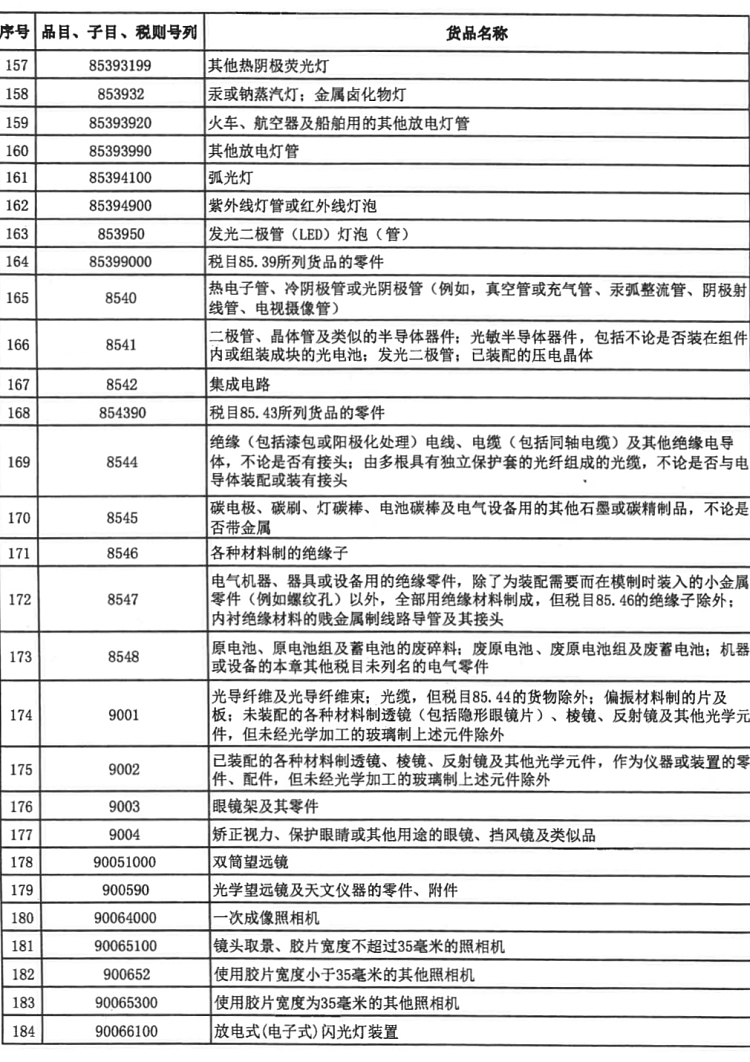 序号 品目、子目、税则号列 货品名称
157 85393199 其他热阴极荧光灯
158 853932 汞或钠蒸汽灯；金属卤化物灯
159 85393920 火车、航空器及船舶用的其他放电灯管
160 85393990 其他放电灯管
161 85394100 弧光灯
162 85394900 紫外线灯管或红外线灯泡
163 853950 发光二极管（LED）灯泡（管）
164 85399000 税目85.39所列货品的零件
165 8540 热电子管、冷阴极管或光阴极管（例如，真空管或充气管、汞弧整流管、阴极射
线管、电视摄像管）
166 8541 二极管、晶体管及类似的半导体器件；光敏半导体器件，包括不论是否装在组件
内或组装成块的光电池；发光二极管；已装配的压电晶体
167 8542 集成电路
168 854390 税目85.43所列货品的零件
169 8544 绝缘（包括漆包或阳极化处理）电线、电缆（包括同轴电缆）及其他绝缘电导
体，不论是否有接头；由多根具有独立保护套的光纤组成的光缆，不论是否与电
导体装配或装有接头
170 8545 碳电极、碳刷、灯碳棒、电池碳棒及电气设备用的其他石墨或碳精制品，不论是
否带金属
171 8546 各种材料制的绝缘子
172 8547 电气机器、器具或设备用的绝缘零件，除了为装配需要而在模制时装入的小金属
零件（例如螺纹孔）以外，全部用绝缘材料制成，但税目85.46的绝缘子除外；
内衬绝缘材料的贱金属制线路导管及其接头
173 8548 原电池、原电池组及蓄电池的废碎料；废原电池、废原电池组及废蓄电池；机器
或设备的本章其他税目未列名的电气零件
174 9001 光导纤维及光导纤维束；光缆，但税目85.44的货物除外；偏振材料制的片及
板；未装配的各种材料制透镜（包括隐形眼镜片）、棱镜、反射镜及其他光学元
件，但未经光学加工的玻璃制上述元件除外
175 9002 已装配的各种材料制透镜、棱镜、反射镜及其他光学元件，作为仪器或装置的零
件、配件，但未经光学加工的玻璃制上述元件除外
176 9003 眼镜架及其零件
177 9004 矫正视力、保护眼睛或其他用途的眼镜、挡风镜及类似品
178 90051000 双筒望远镜
179 900590 光学望远镜及天文仪器的零件、附件
180 90064000 一次成像照相机
181 90065100 镜头取景、胶片宽度不超过35毫米的照相机
182 900652 使用胶片宽度小于35毫米的其他照相机
183 90065300 使用胶片宽度为35毫米的其他照相机
184 90066100 放电式(电子式)闪光灯装置